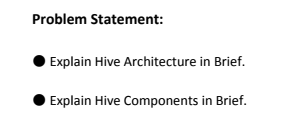 Problem Statement:
● Explain Hive Architecture in Brief.
● Explain Hive Components in Brief.